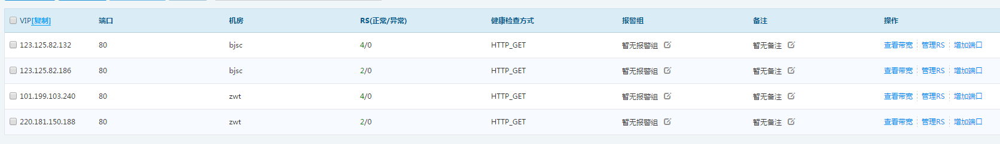 VIP[复制] 端口 机房 RS(正常/异常) 健康检查方式 报警组 备注 操作
123.125.82.132 80 bjsc 4/0 HTTP_GET 暂无报警组 暂无备注 查看带宽 管理RS 增加端口
123.125.82.186 80 bjsc 2/0 HTTP_GET 暂无报警组 暂无备注 查看带宽 管理RS 增加端口
101.199.103.240 80 zwt 4/0 HTTP_GET 暂无报警组 暂无备注 查看带宽 管理RS 增加端口
220.181.150.188 80 zwt 2/0 HTTP_GET 暂无报警组 暂无备注 查看带宽 管理RS 增加端口